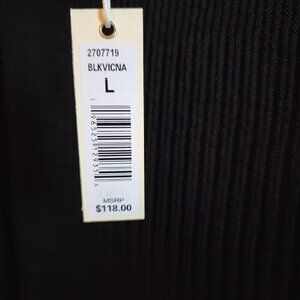 2707719
BLKVICNA
L
MSRP
$118.00